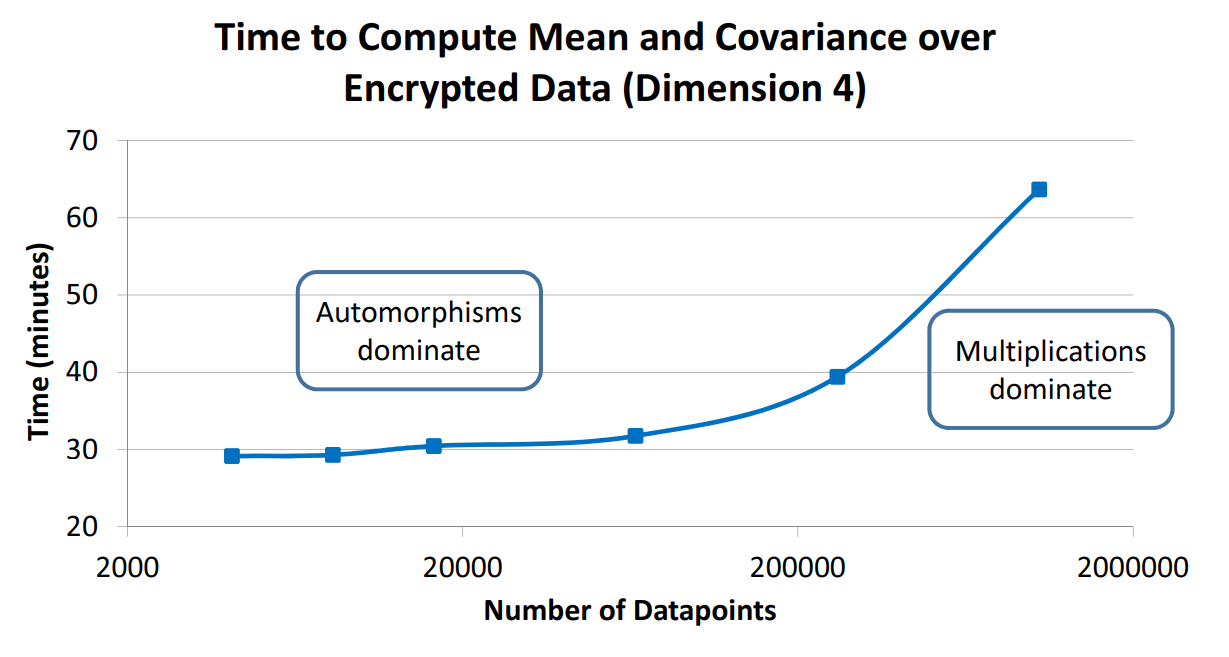 Time to Compute Mean and Covariance over
Encrypted Data (Dimension 4)
70
60
50
40
30
20
Time (minutes)
Automorphisms
dominate
Multiplications
dominate
2000
20000
200000
2000000
Number of Datapoints